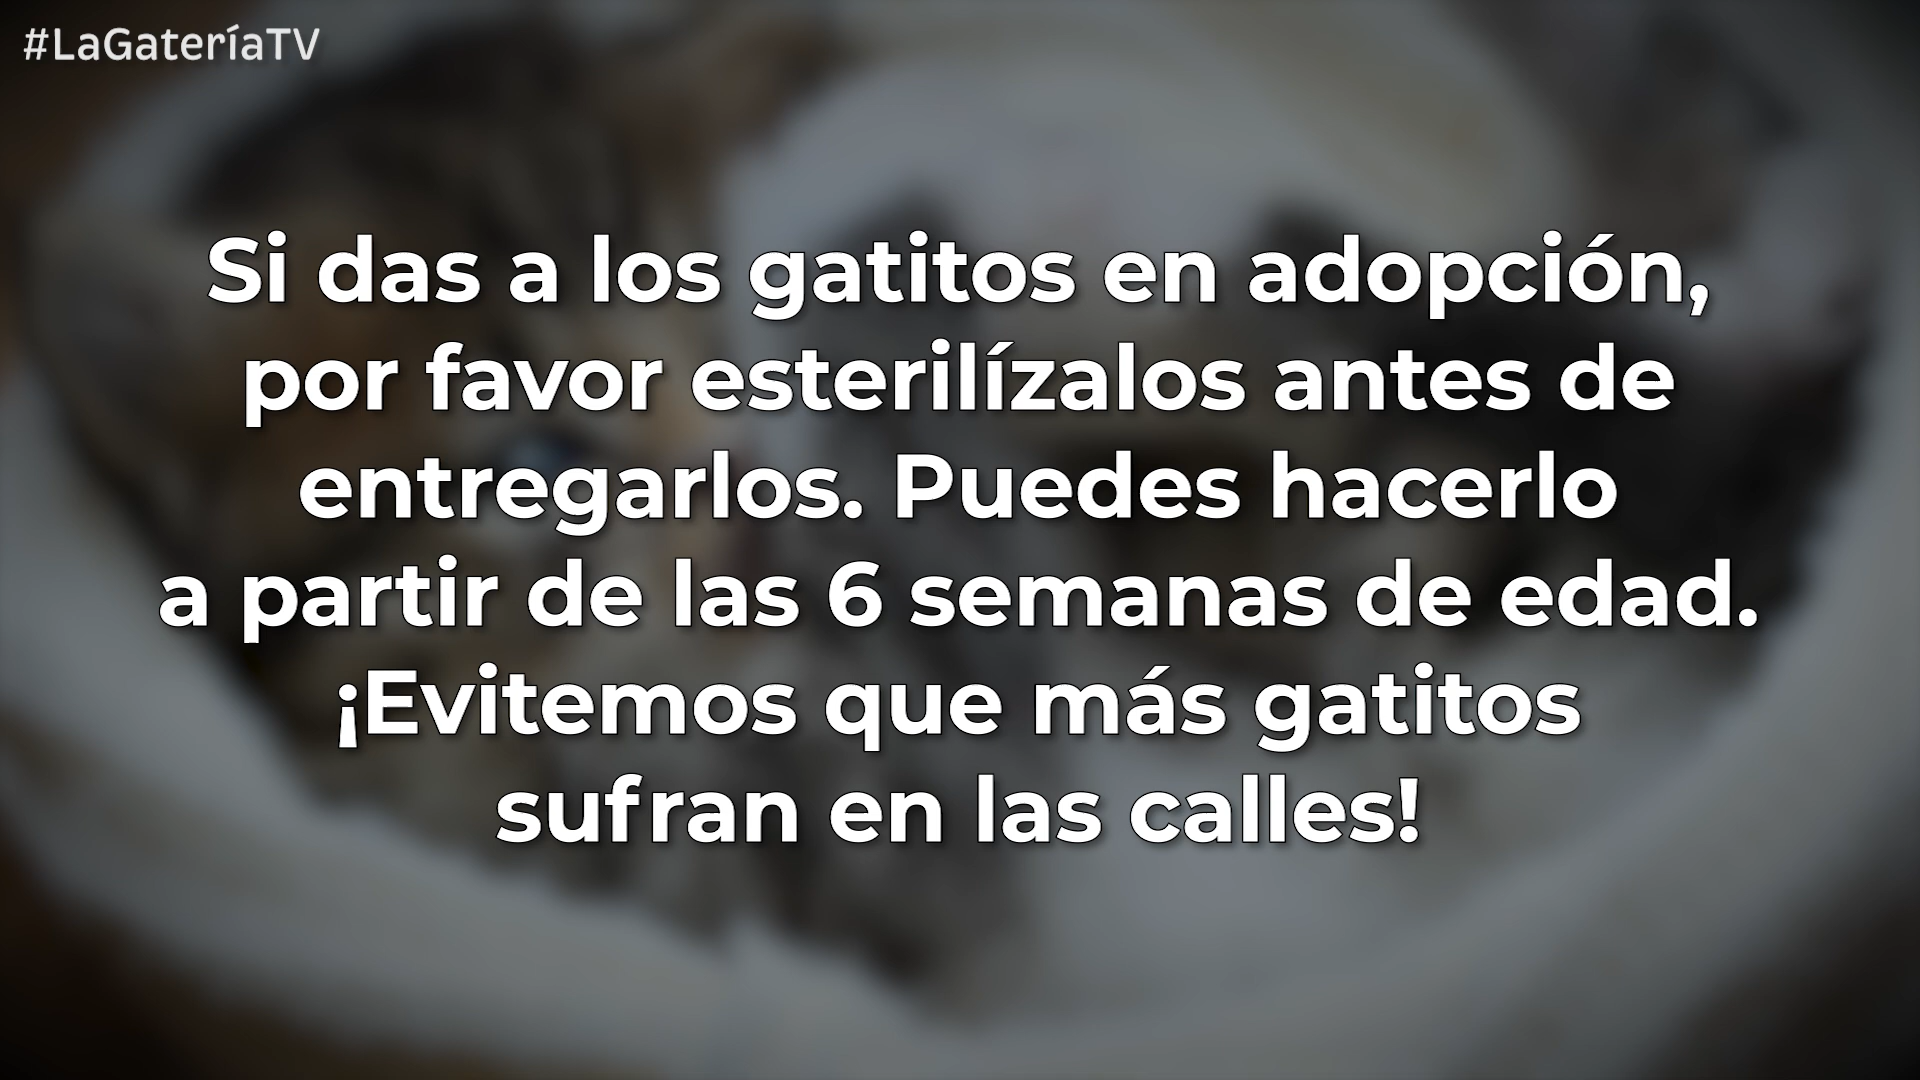 #LaGateríaTV
Si das a los gatitos en adopción,
por favor esterilízalos antes de
entregarlos. Puedes hacerlo
a partir de las 6 semanas de edad.
¡Evitemos que más gatitos
sufran en las calles!